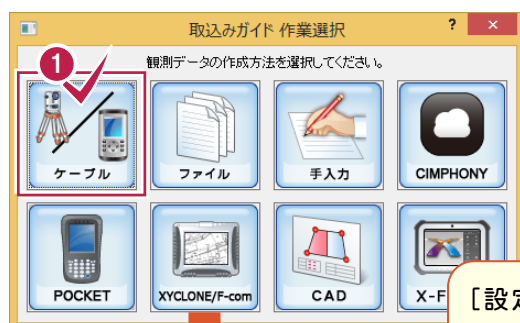 取込みガイド 作業選択
? ×
観測データの作成方法を選択してください。
1
ケーブル
ファイル
手入力
CIMPHONY
POCKET
XYCLONE/F-com
CAD
X-F
[設定